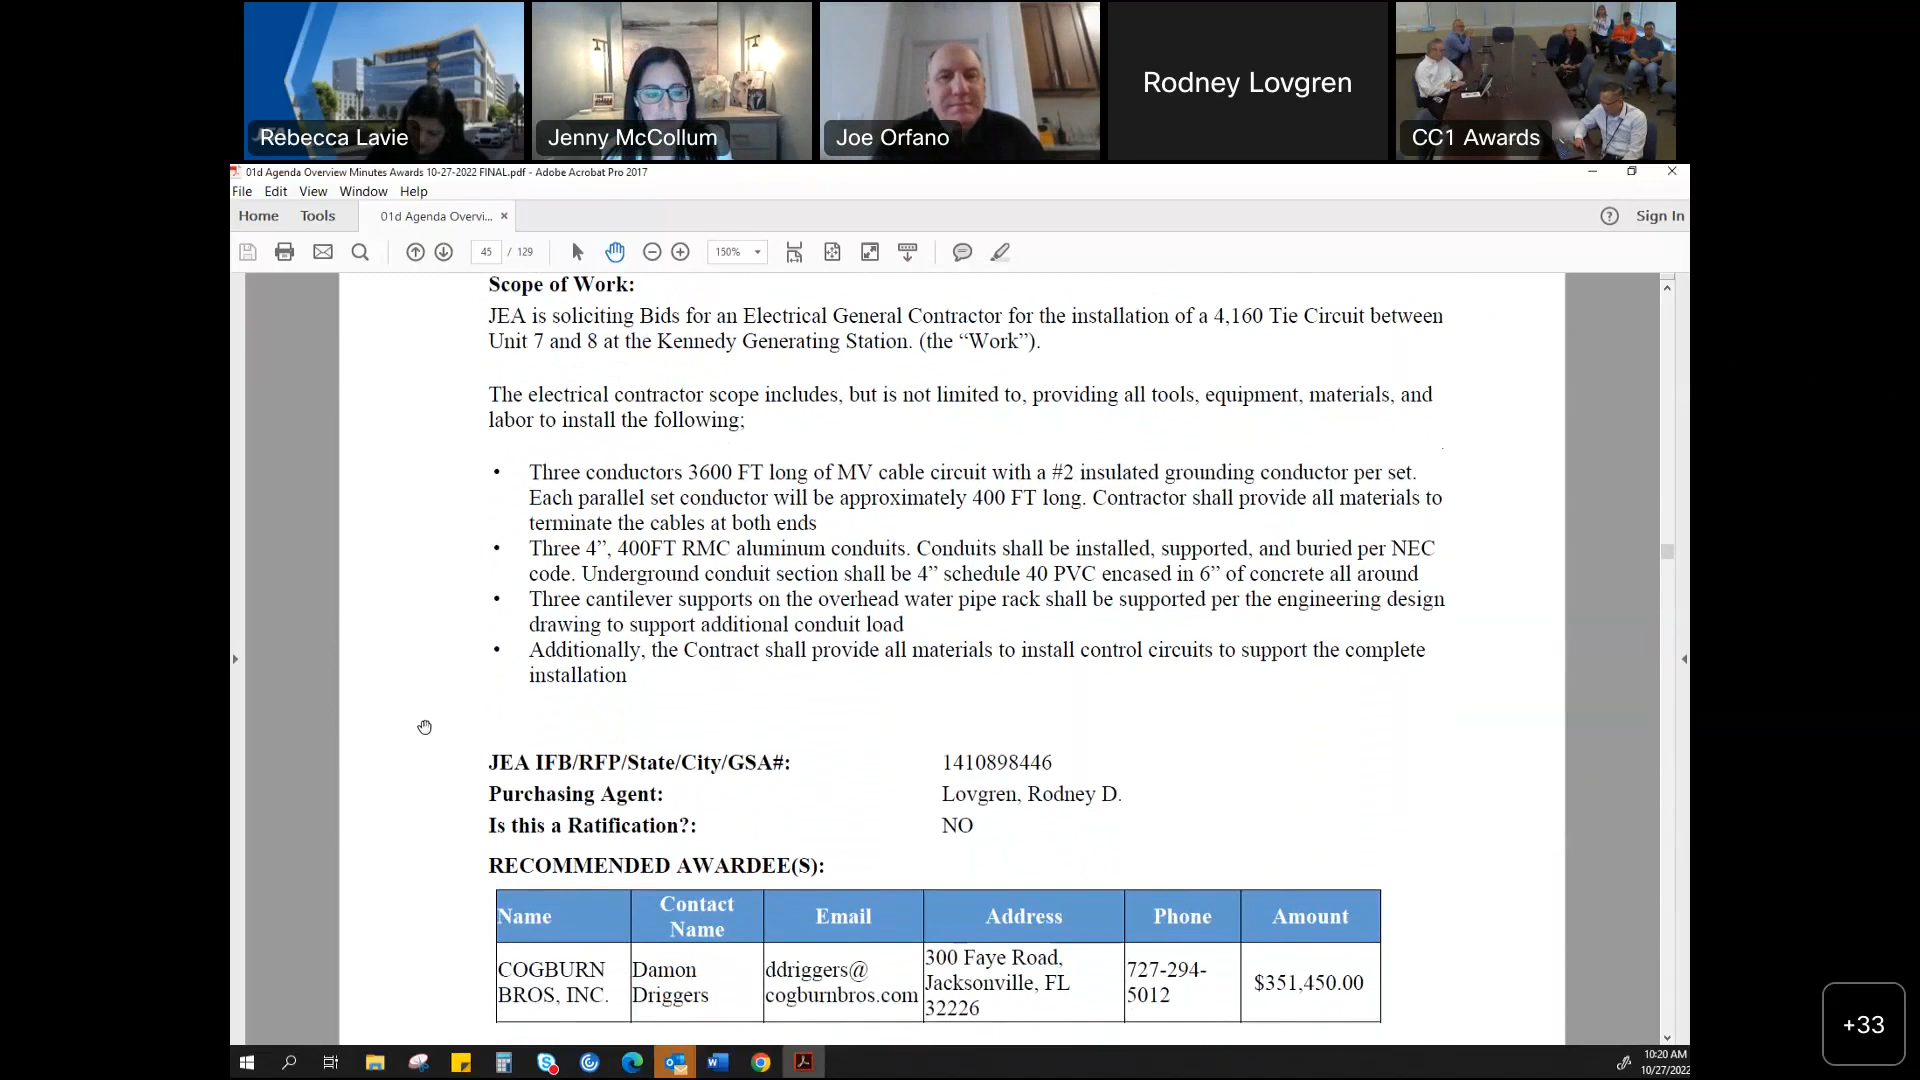 Rebecca Lavie
Jenny McCollum
Joe Orfano
Rodney Lovgren
CC1 Awards
01d Agenda Overview Minutes Awards 10-27-2022 FINAL.pdf - Adobe Acrobat Pro 2017
File Edit View Window Help
Home Tools 01d Agenda Overvi... × ? Sign In
45 / 129 150%
Scope of Work:
JEA is soliciting Bids for an Electrical General Contractor for the installation of a 4,160 Tie Circuit between
Unit 7 and 8 at the Kennedy Generating Station. (the “Work”).
The electrical contractor scope includes, but is not limited to, providing all tools, equipment, materials, and
labor to install the following;
• Three conductors 3600 FT long of MV cable circuit with a #2 insulated grounding conductor per set.
Each parallel set conductor will be approximately 400 FT long. Contractor shall provide all materials to
terminate the cables at both ends
• Three 4”, 400FT RMC aluminum conduits. Conduits shall be installed, supported, and buried per NEC
code. Underground conduit section shall be 4” schedule 40 PVC encased in 6” of concrete all around
• Three cantilever supports on the overhead water pipe rack shall be supported per the engineering design
drawing to support additional conduit load
• Additionally, the Contract shall provide all materials to install control circuits to support the complete
installation
JEA IFB/RFP/State/City/GSA#: 1410898446
Purchasing Agent: Lovgren, Rodney D.
Is this a Ratification?: NO
RECOMMENDED AWARDEE(S):
Name Contact Name Email Address Phone Amount
COGBURN BROS, INC. Damon Driggers ddriggers@cogburnbros.com 300 Faye Road, Jacksonville, FL 32226 727-294-5012 $351,450.00
+33
10:20 AM
10/27/2022